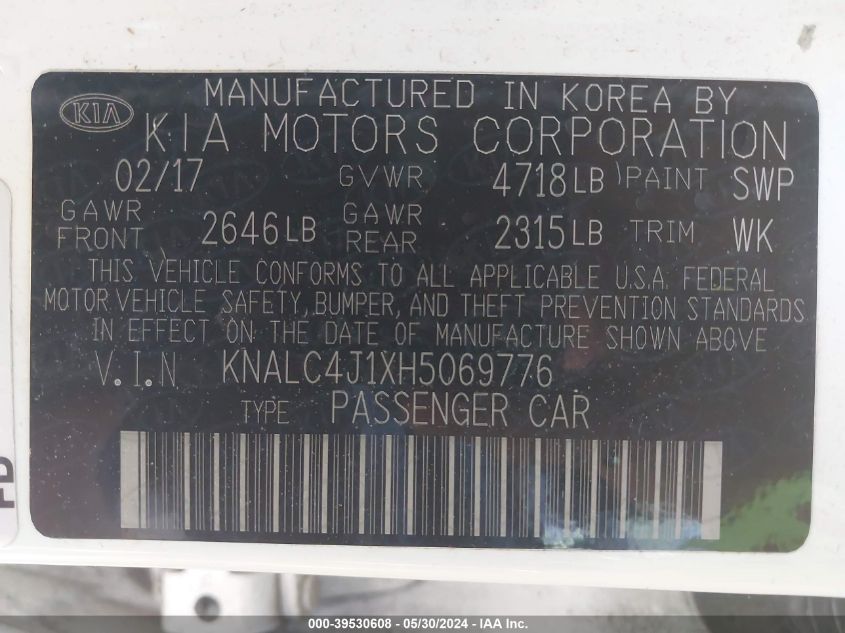 MANUFACTURED IN KOREA BY
KIA KIA MOTORS CORPORATION
02/17 GVWR 4718LB \PAINT SWP
GAWR FRONT 2646LB GAWR REAR 2315LB TRIM WK
THIS VEHICLE CONFORMS TO ALL APPLICABLE U.S.A. FEDERAL
MOTOR VEHICLE SAFETY, BUMPER, AND THEFT PREVENTION STANDARDS
IN EFFECT ON THE DATE OF MANUFACTURE SHOWN ABOVE
V.I.N KNALC4J1XH5069776
TYPE PASSENGER CAR
000-39530608 - 05/30/2024 - IAA Inc.